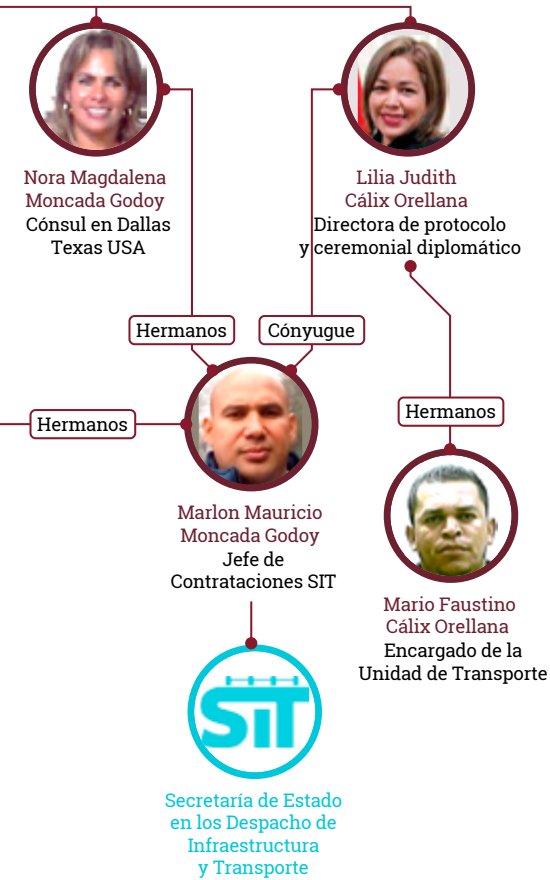 Nora Magdalena
Moncada Godoy
Cónsul en Dallas
Texas USA
Lilia Judith
Cálix Orellana
Directora de protocolo
y ceremonial diplomático
Hermanos
Cónyugue
Hermanos
Hermanos
Marlon Mauricio
Moncada Godoy
Jefe de
Contrataciones SIT
Mario Faustino
Cálix Orellana
Encargado de la
Unidad de Transporte
SIT
Secretaría de Estado
en los Despacho de
Infraestructura
y Transporte